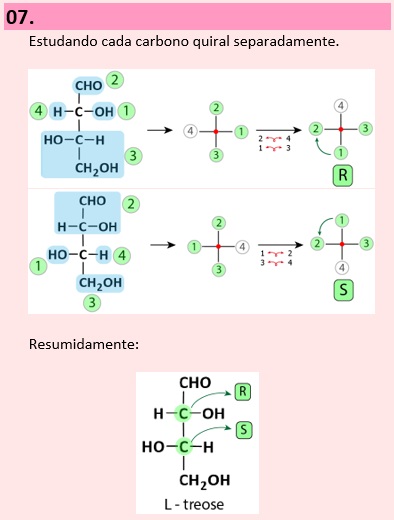 07.
Estudando cada carbono quiral separadamente.
CHO 2
4 H–C–OH 1
HO–C–H
3
CH₂OH
2
4 1
3
2 4
1 3
4
2 3
1
R
CHO 2
H–C–OH
1 HO–C–H 4
CH₂OH
3
2
1 4
3
1 2
3 4
1
2 3
4
S
Resumidamente:
CHO R
H–C–OH
S
HO–C–H
CH₂OH
L - treose